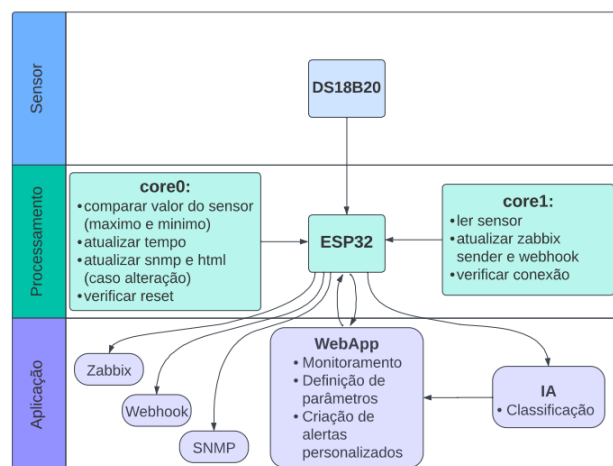 Sensor
DS18B20
Processamento
core0:
•comparar valor do sensor
(maximo e minimo)
•atualizar tempo
•atualizar snmp e html
(caso alteração)
•verificar reset
ESP32
core1:
•ler sensor
•atualizar zabbix
sender e webhook
•verificar conexão
Aplicação
Zabbix
Webhook
SNMP
WebApp
• Monitoramento
• Definição de
parâmetros
• Criação de
alertas
personalizados
IA
• Classificação